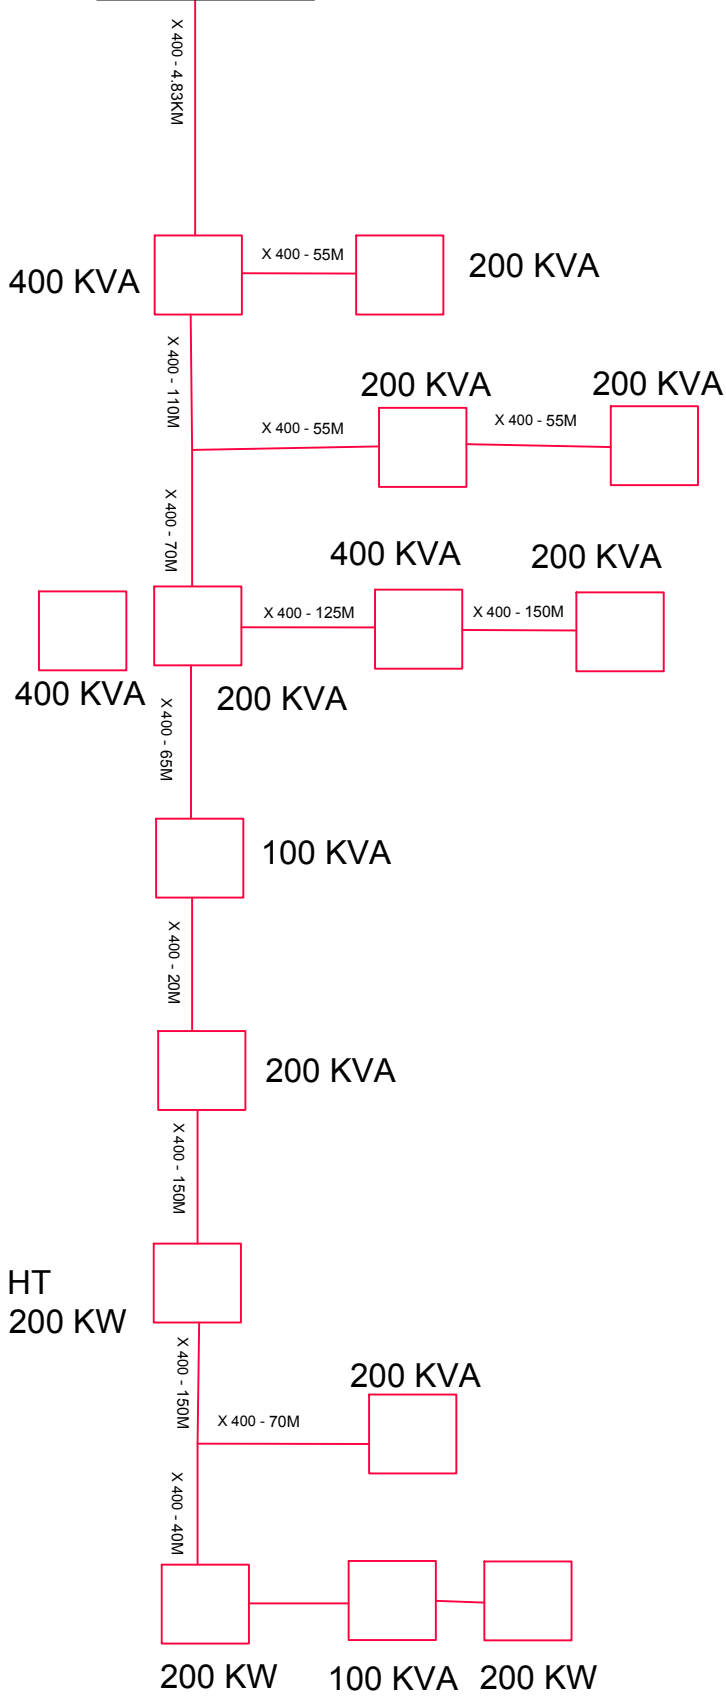 X 400 - 4.83KM
400 KVA
X 400 - 55M
200 KVA
X 400 - 110M
200 KVA
200 KVA
X 400 - 55M
X 400 - 55M
X 400 - 70M
400 KVA
200 KVA
X 400 - 125M
X 400 - 150M
400 KVA
200 KVA
X 400 - 65M
100 KVA
X 400 - 20M
200 KVA
X 400 - 150M
HT
200 KW
X 400 - 150M
200 KVA
X 400 - 70M
X 400 - 40M
200 KW
100 KVA
200 KW